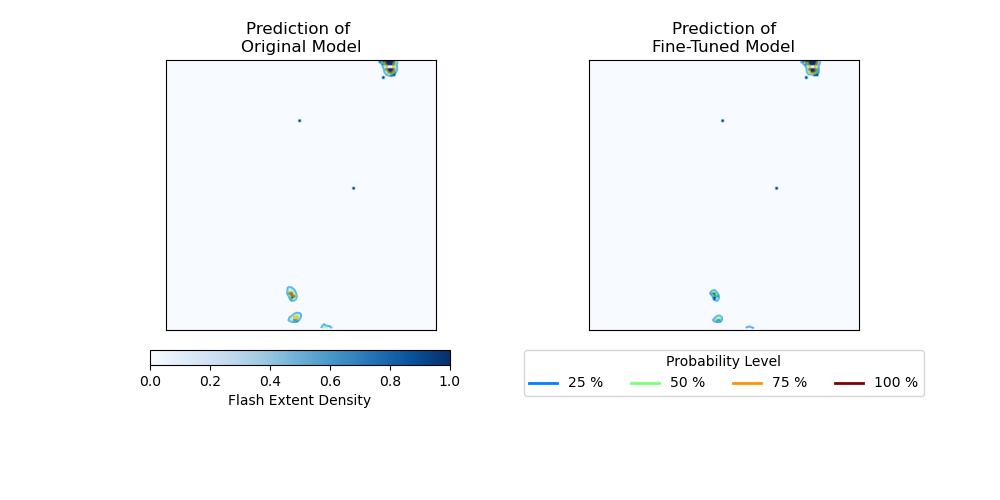 Prediction of
Original Model
Prediction of
Fine-Tuned Model
0.0 0.2 0.4 0.6 0.8 1.0
Flash Extent Density
Probability Level
25 % 50 % 75 % 100 %